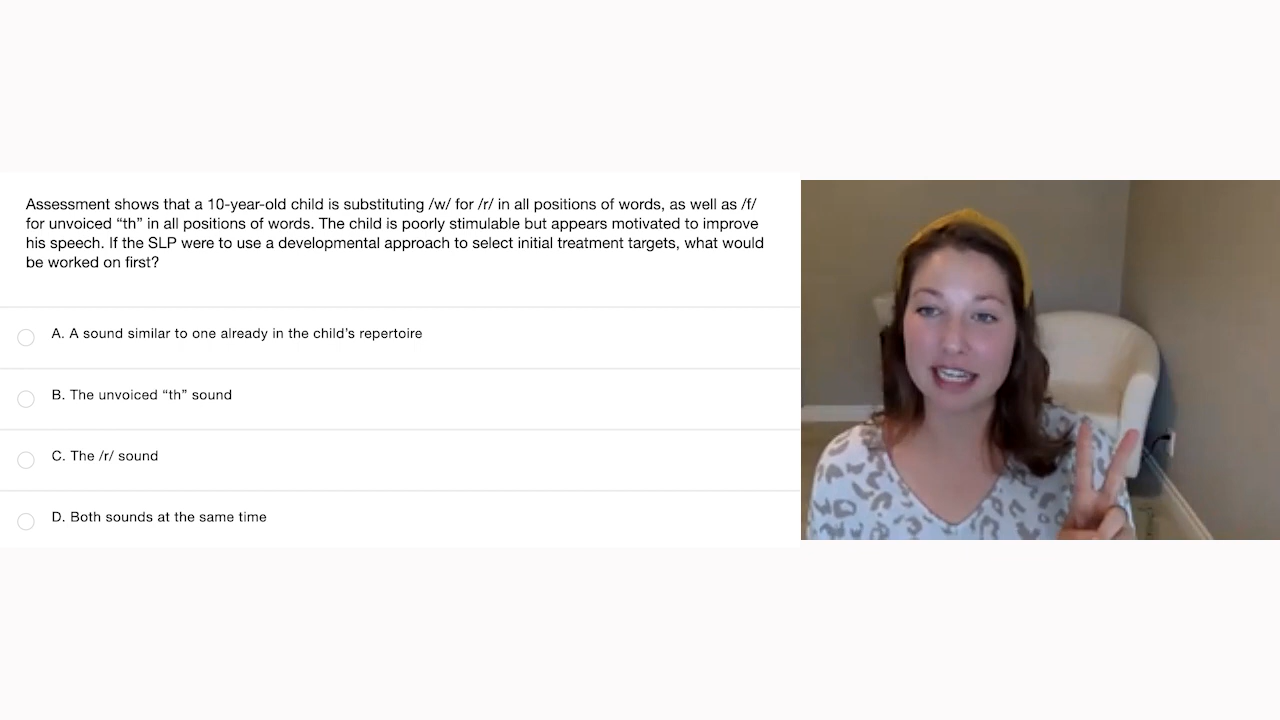 Assessment shows that a 10-year-old child is substituting /w/ for /r/ in all positions of words, as well as /f/
for unvoiced “th” in all positions of words. The child is poorly stimulable but appears motivated to improve
his speech. If the SLP were to use a developmental approach to select initial treatment targets, what would
be worked on first?
A. A sound similar to one already in the child’s repertoire
B. The unvoiced “th” sound
C. The /r/ sound
D. Both sounds at the same time